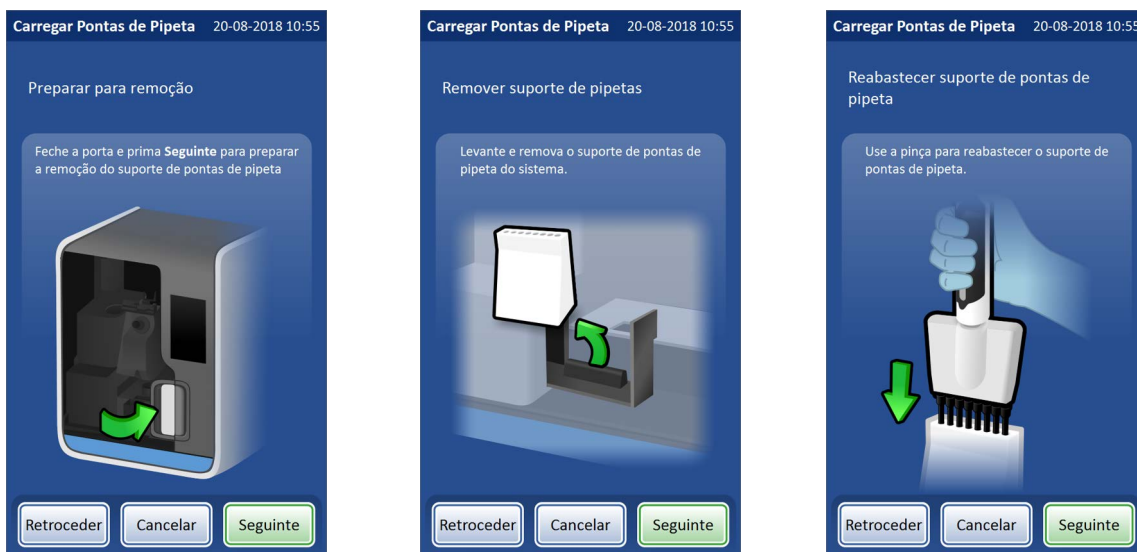 Carregar Pontas de Pipeta 20-08-2018 10:55
Preparar para remoção
Feche a porta e prima Seguinte para preparar
a remoção do suporte de pontas de pipeta
Retroceder Cancelar Seguinte
Carregar Pontas de Pipeta 20-08-2018 10:55
Remover suporte de pipetas
Levante e remova o suporte de pontas de
pipeta do sistema.
Retroceder Cancelar Seguinte
Carregar Pontas de Pipeta 20-08-2018 10:55
Reabastecer suporte de pontas de
pipeta
Use a pinça para reabastecer o suporte de
pontas de pipeta.
Retroceder Cancelar Seguinte